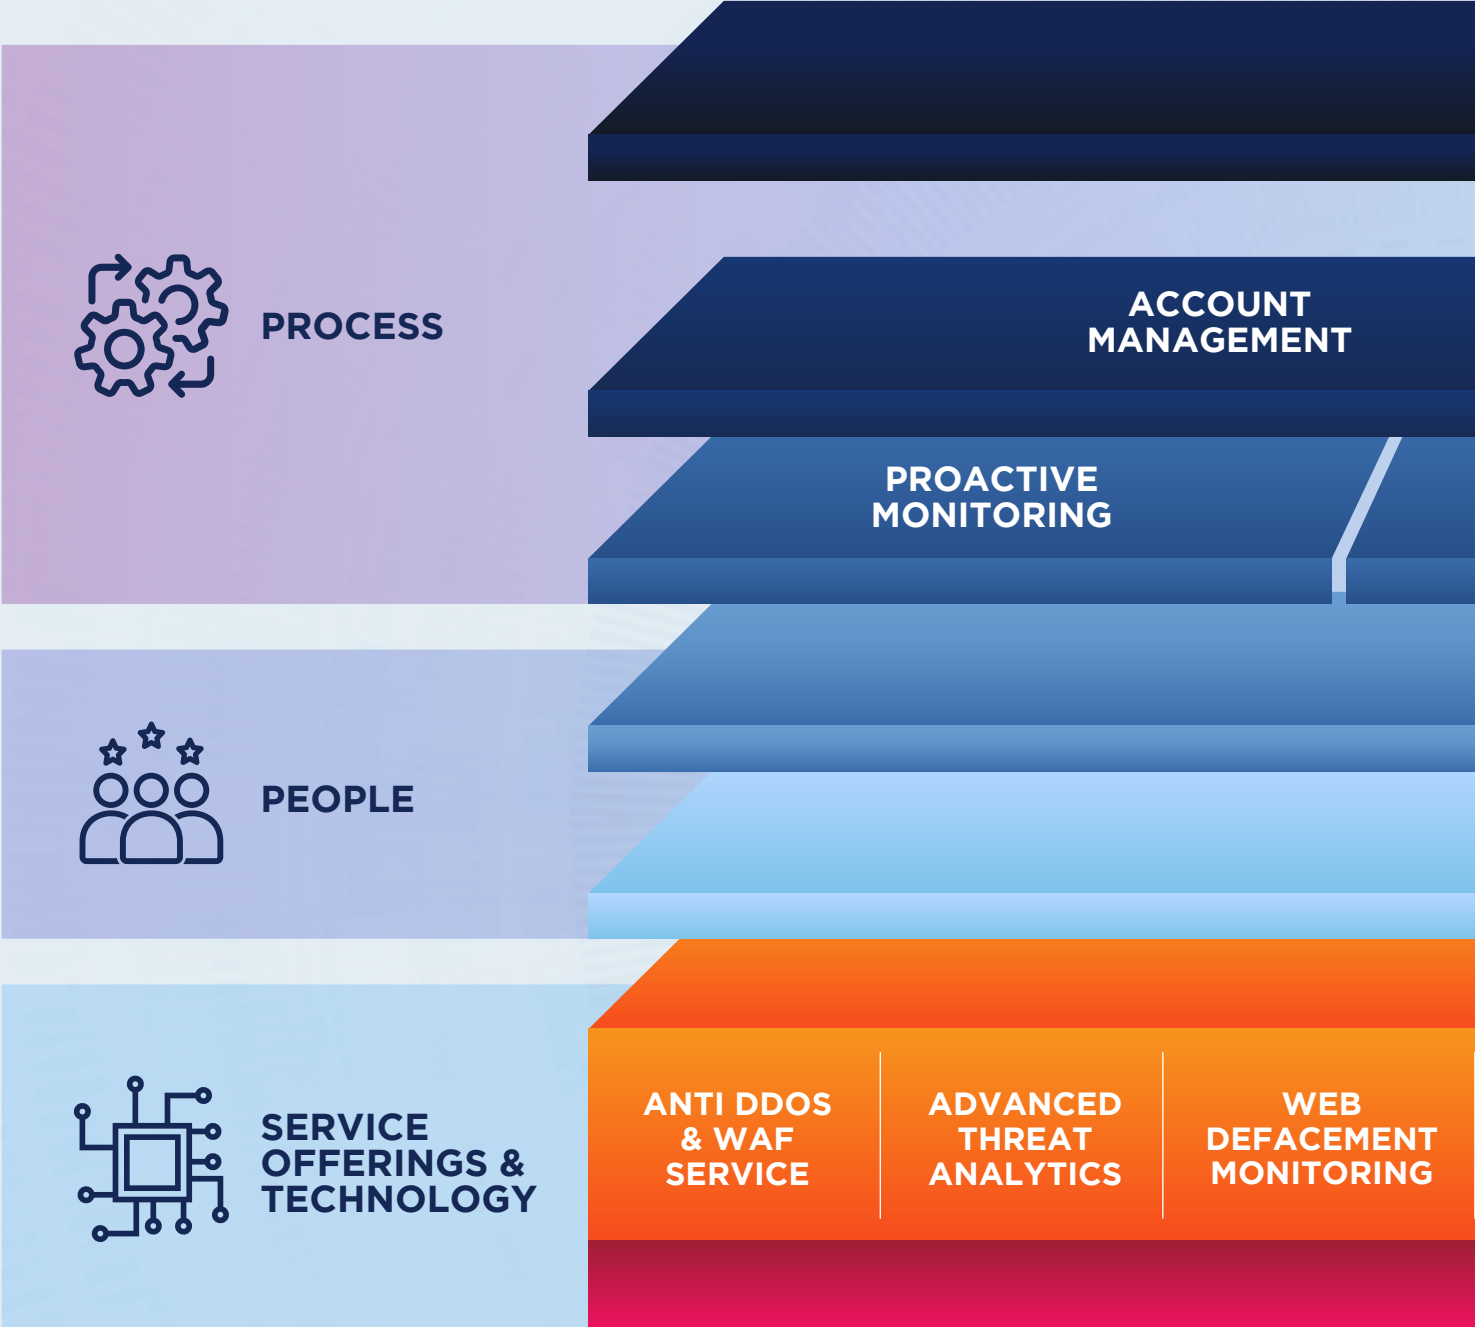 PROCESS
ACCOUNT
MANAGEMENT
PROACTIVE
MONITORING
PEOPLE
SERVICE
OFFERINGS &
TECHNOLOGY
ANTI DDOS
& WAF
SERVICE
ADVANCED
THREAT
ANALYTICS
WEB
DEFACEMENT
MONITORING